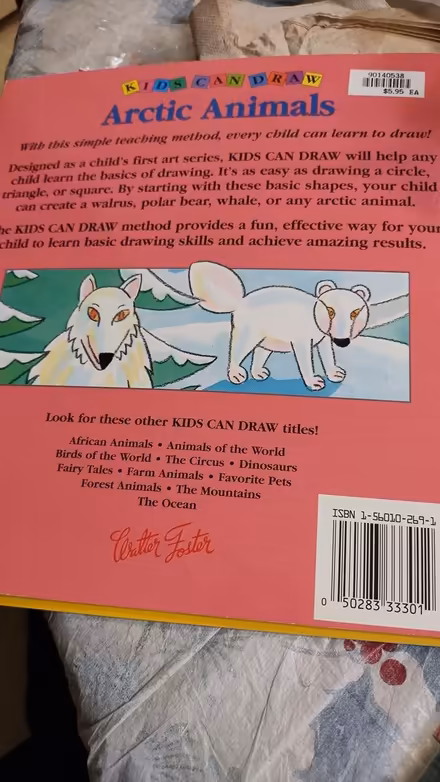 KIDS CAN DRAW
90140538
$5.95 EA
Arctic Animals
With this simple teaching method, every child can learn to draw!
Designed as a child's first art series, KIDS CAN DRAW will help any
child learn the basics of drawing. It's as easy as drawing a circle,
triangle, or square. By starting with these basic shapes, your child
can create a walrus, polar bear, whale, or any arctic animal.
he KIDS CAN DRAW method provides a fun, effective way for your
child to learn basic drawing skills and achieve amazing results.
Look for these other KIDS CAN DRAW titles!
African Animals • Animals of the World
Birds of the World • The Circus • Dinosaurs
Fairy Tales • Farm Animals • Favorite Pets
Forest Animals • The Mountains
The Ocean
Walter Foster
ISBN 1-56010-269-1
0 50283 33301